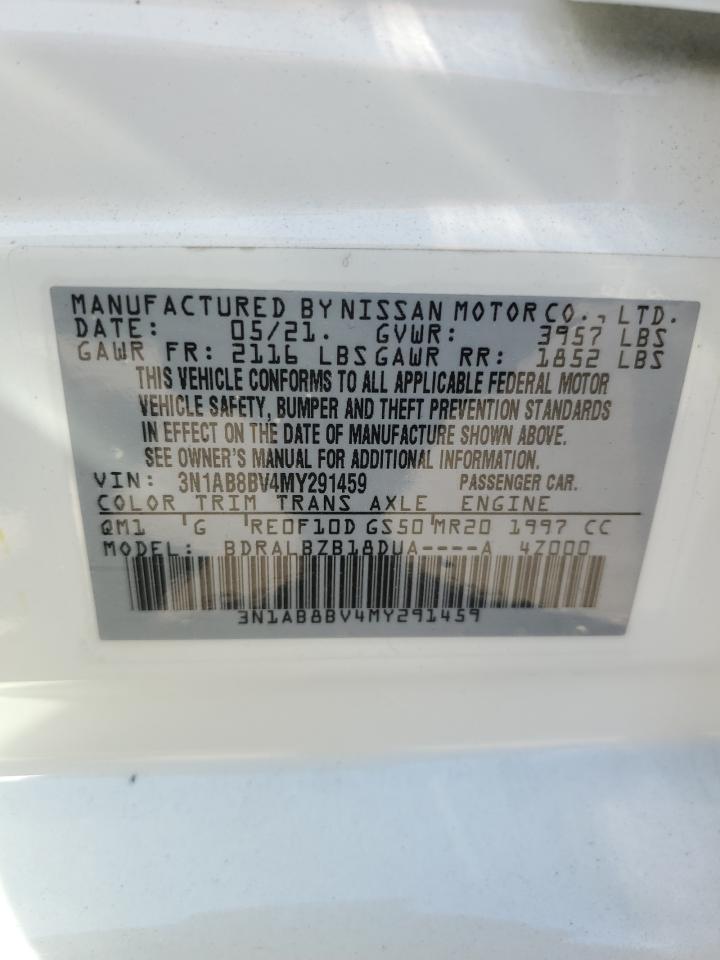 MANUFACTURED BY NISSAN MOTOR CO., LTD.
DATE: 05/21. GVWR: 3957 LBS
GAWR FR: 2116 LBS GAWR RR: 1852 LBS
THIS VEHICLE CONFORMS TO ALL APPLICABLE FEDERAL MOTOR
VEHICLE SAFETY, BUMPER AND THEFT PREVENTION STANDARDS
IN EFFECT ON THE DATE OF MANUFACTURE SHOWN ABOVE.
SEE OWNER'S MANUAL FOR ADDITIONAL INFORMATION.
VIN: 3N1AB8BV4MY291459 PASSENGER CAR.
COLOR TRIM TRANS AXLE ENGINE
QM1 'G 'RE0F10D GS50'MR20 1997 CC
MODEL: BDRALBZB18DUA----A 4Z000
3N1AB8BV4MY291459